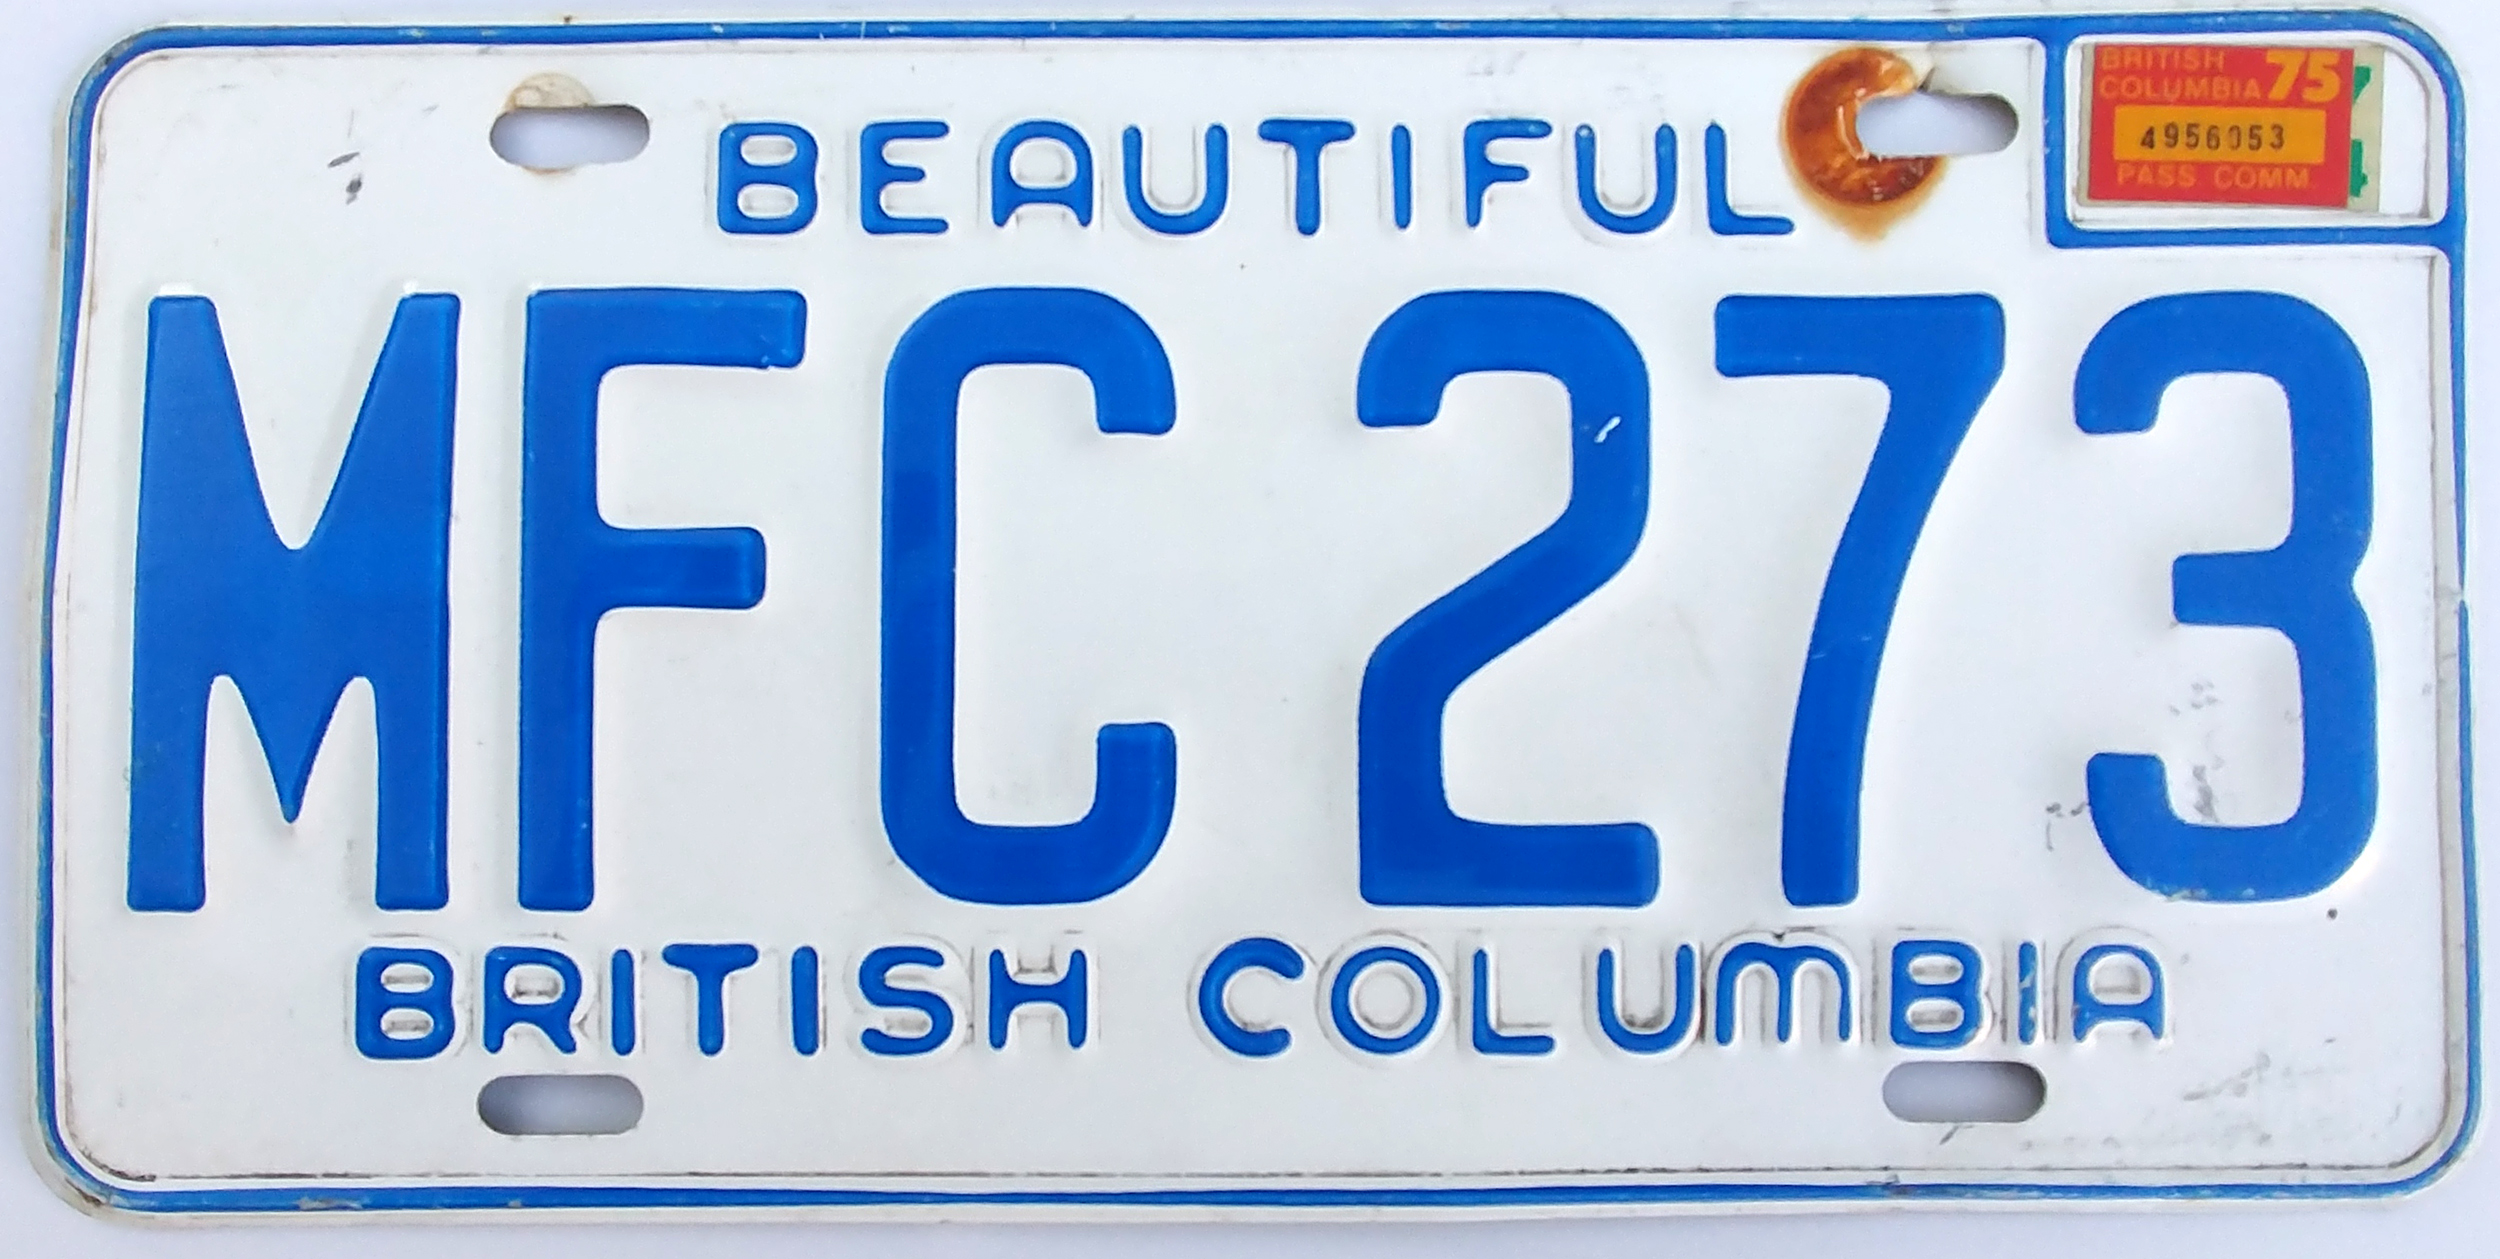 BEAUTIFUL
BRITISH 75
COLUMBIA
4956053
PASS. COMM.
MFC 273
BRITISH COLUMBIA